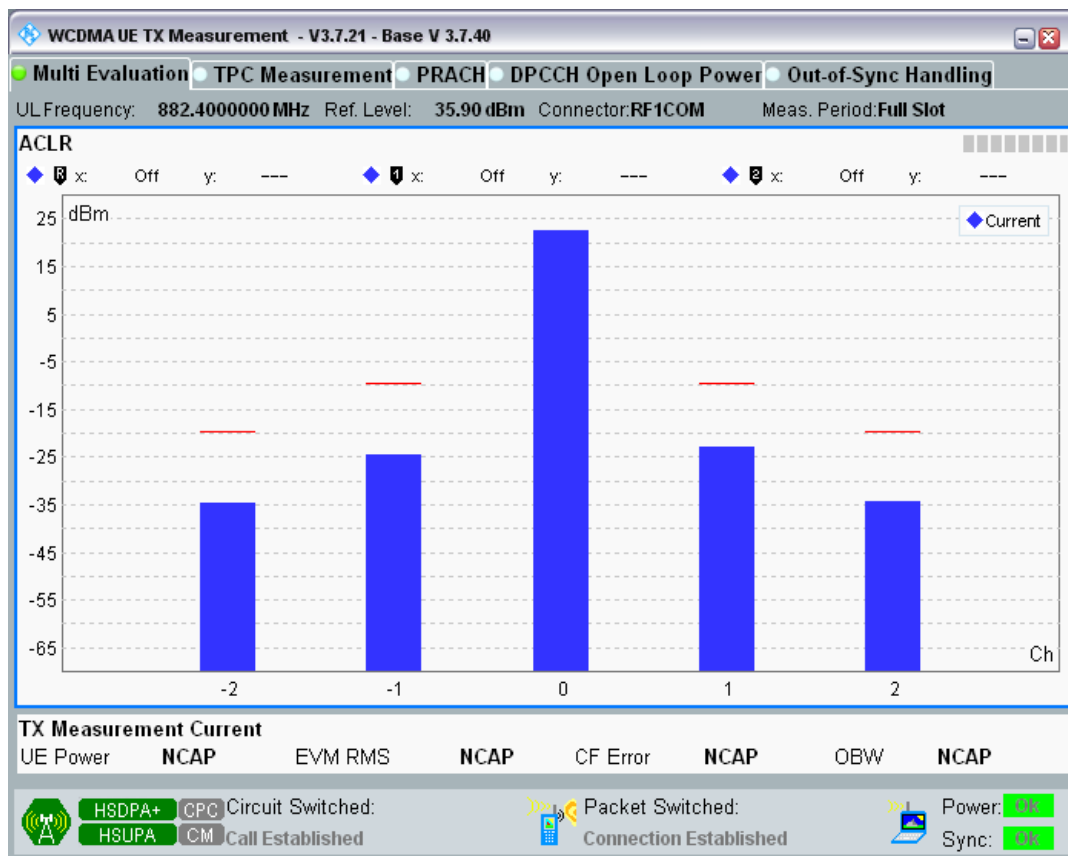 WCDMA UE TX Measurement - V3.7.21 - Base V 3.7.40
Multi Evaluation TPC Measurement PRACH DPCCH Open Loop Power Out-of-Sync Handling
UL Frequency: 882.4000000 MHz Ref. Level: 35.90 dBm Connector:RF1COM Meas. Period:Full Slot
ACLR
R x: Off y: --- 1 x: Off y: --- 2 x: Off y: ---
25 dBm
Current
15
5
-5
-15
-25
-35
-45
-55
-65
Ch
-2 -1 0 1 2
TX Measurement Current
UE Power NCAP EVM RMS NCAP CF Error NCAP OBW NCAP
HSDPA+ CPC Circuit Switched: Packet Switched: Power: OK
HSUPA CM Call Established Connection Established Sync: OK